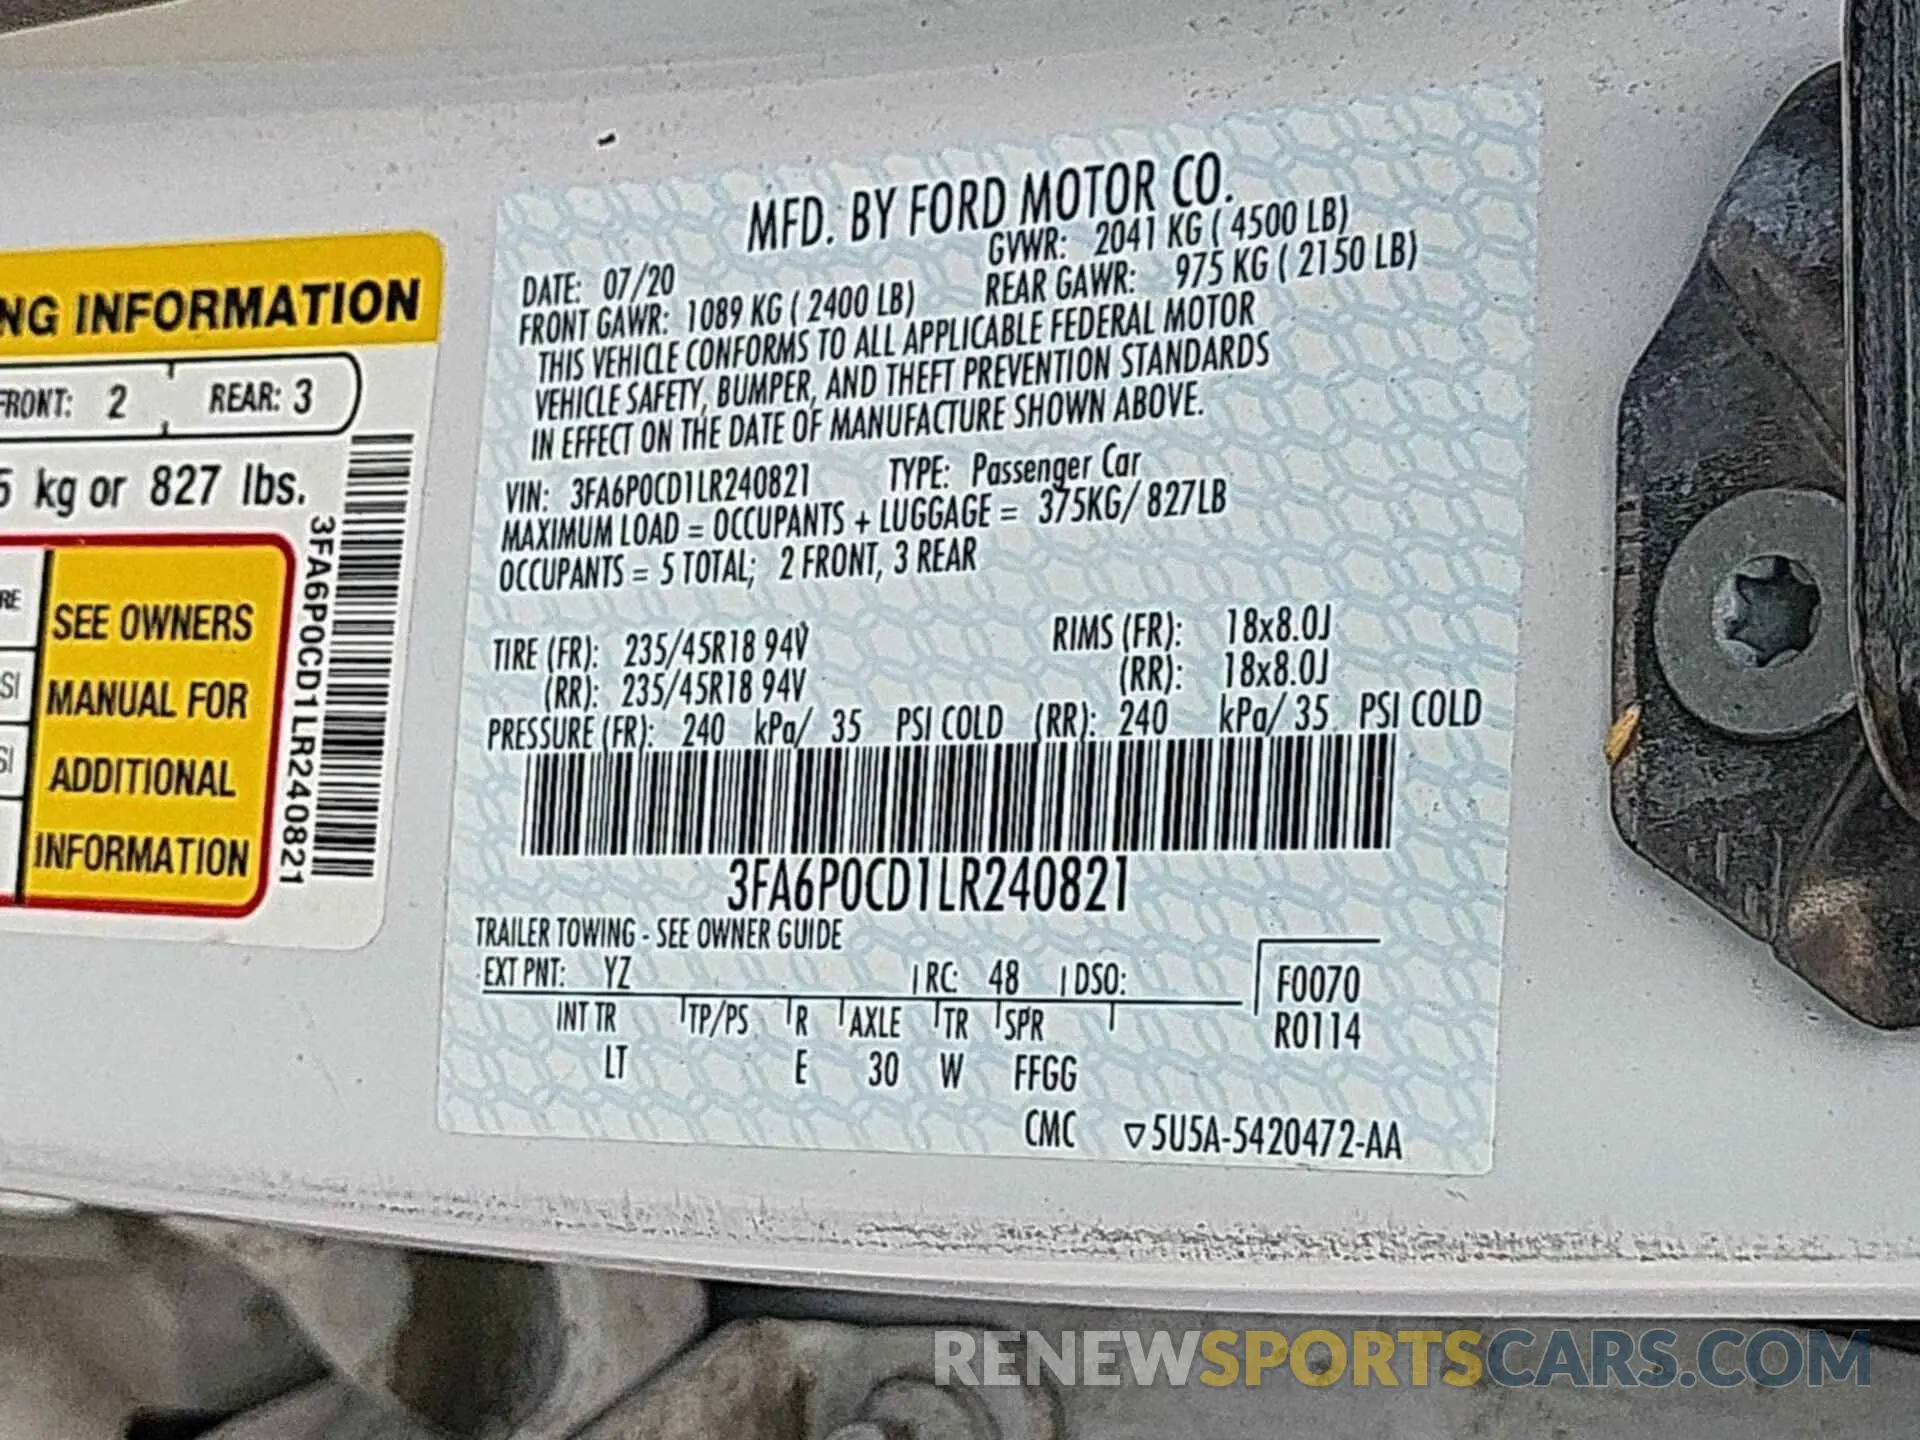 NG INFORMATION
FRONT: 2 REAR: 3
5 kg or 827 lbs.
RE
SI
SI
SEE OWNERS
MANUAL FOR
ADDITIONAL
INFORMATION
3FA6P0CD1LR240821
MFD. BY FORD MOTOR CO.
DATE: 07/20 GVWR: 2041 KG ( 4500 LB)
FRONT GAWR: 1089 KG ( 2400 LB) REAR GAWR: 975 KG ( 2150 LB)
THIS VEHICLE CONFORMS TO ALL APPLICABLE FEDERAL MOTOR
VEHICLE SAFETY, BUMPER, AND THEFT PREVENTION STANDARDS
IN EFFECT ON THE DATE OF MANUFACTURE SHOWN ABOVE.
VIN: 3FA6P0CD1LR240821 TYPE: Passenger Car
MAXIMUM LOAD = OCCUPANTS + LUGGAGE = 375KG/ 827LB
OCCUPANTS = 5 TOTAL; 2 FRONT, 3 REAR
TIRE (FR): 235/45R18 94V RIMS (FR): 18x8.0J
(RR): 235/45R18 94V (RR): 18x8.0J
PRESSURE (FR): 240 kPa/ 35 PSI COLD (RR): 240 kPa/ 35 PSI COLD
3FA6P0CD1LR240821
TRAILER TOWING - SEE OWNER GUIDE
EXT PNT: YZ RC: 48 DSO: F0070
INT TR TP/PS R AXLE TR SPR R0114
LT E 30 W FFGG
CMC ▽5U5A-5420472-AA
RENEWSPORTSCARS.COM